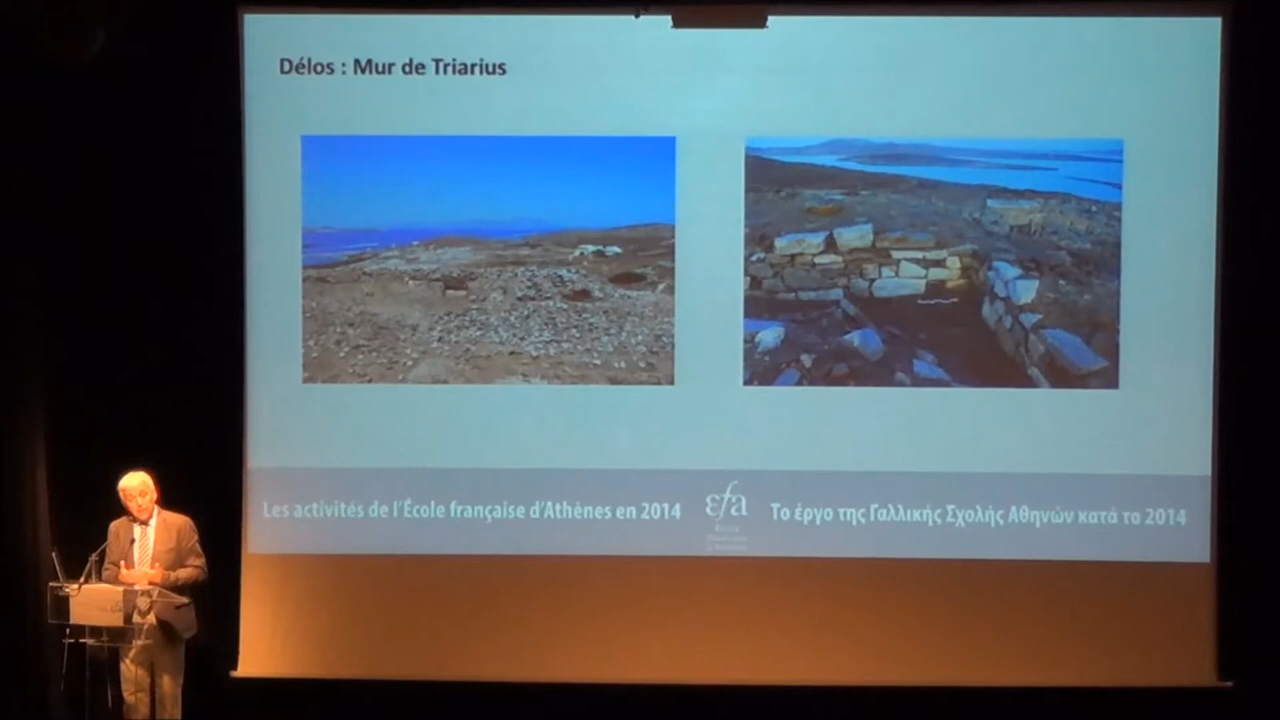 Délos : Mur de Triarius
Les activités de l'École française d'Athènes en 2014
εfa
Το έργο της Γαλλικής Σχολής Αθηνών κατά το 2014